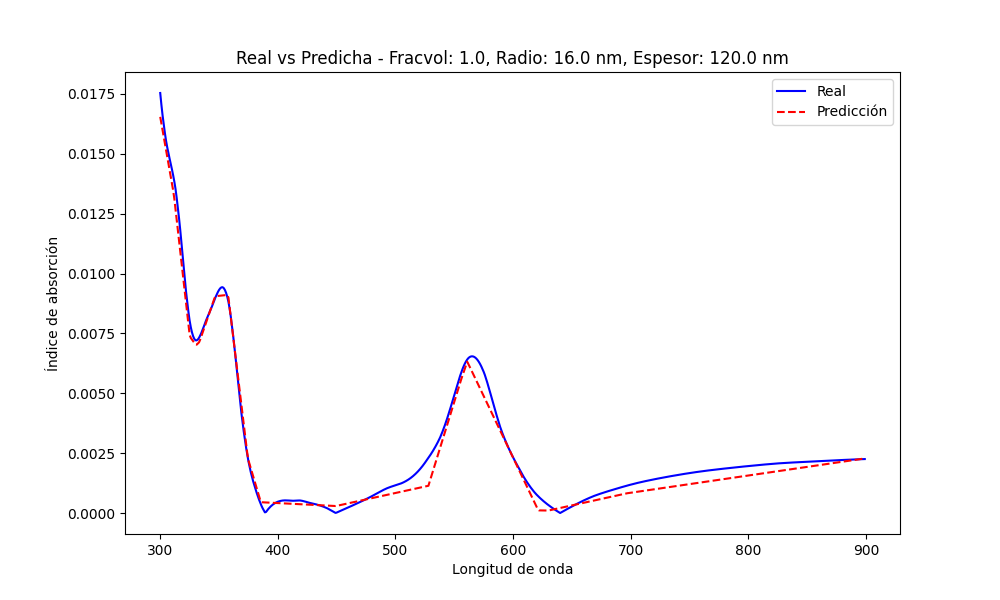 Real vs Predicha - Fracvol: 1.0, Radio: 16.0 nm, Espesor: 120.0 nm
Real
Predicción
Índice de absorción
0.0175
0.0150
0.0125
0.0100
0.0075
0.0050
0.0025
0.0000
300 400 500 600 700 800 900
Longitud de onda